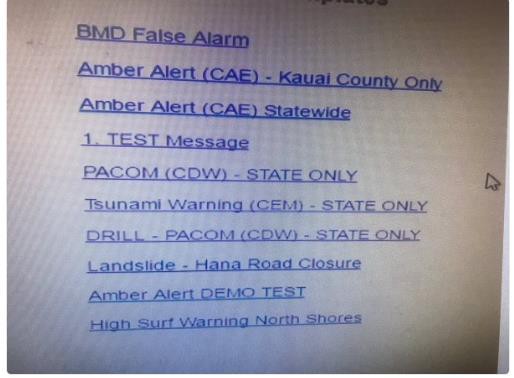 BMD False Alarm
Amber Alert (CAE) - Kauai County Only
Amber Alert (CAE) Statewide
1. TEST Message
PACOM (CDW) - STATE ONLY
Tsunami Warning (CEM) - STATE ONLY
DRILL - PACOM (CDW) - STATE ONLY
Landslide - Hana Road Closure
Amber Alert DEMO TEST
High Surf Warning North Shores